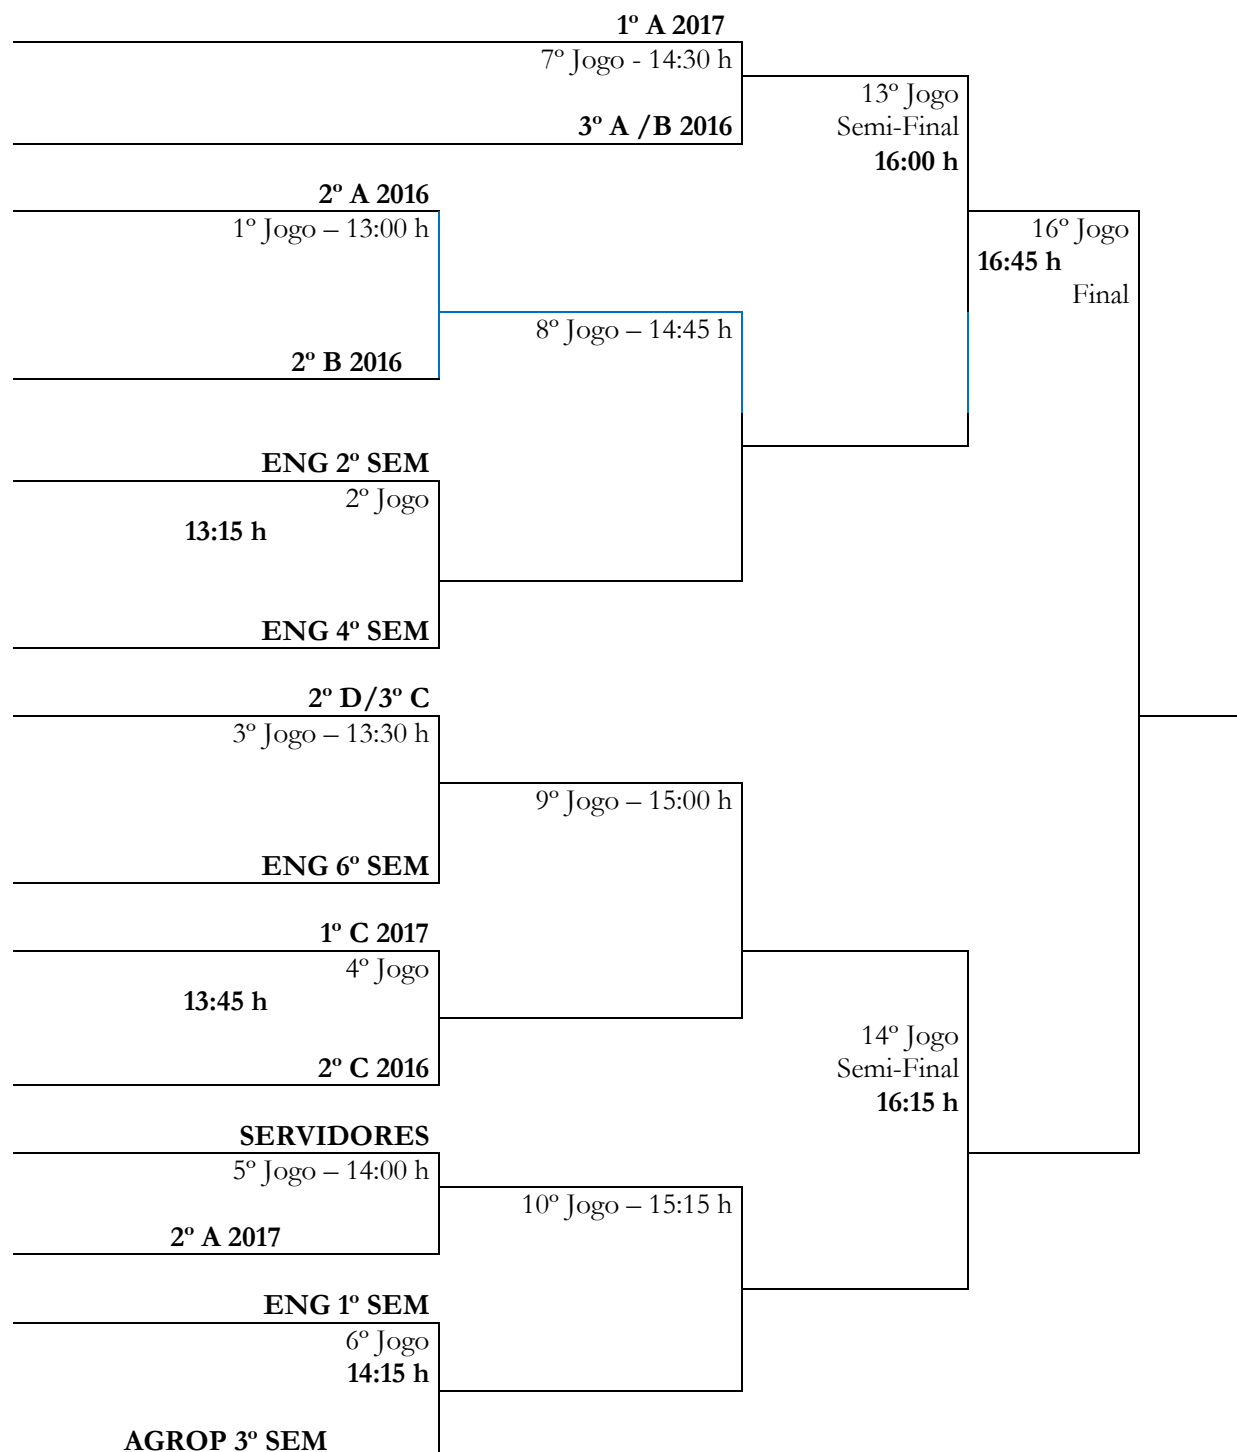 1º A 2017
7º Jogo - 14:30 h
13º Jogo
3º A /B 2016
Semi-Final
16:00 h
2º A 2016
1º Jogo – 13:00 h
16º Jogo
16:45 h
Final
8º Jogo – 14:45 h
2º B 2016
ENG 2º SEM
2º Jogo
13:15 h
ENG 4º SEM
2º D/3º C
3º Jogo – 13:30 h
9º Jogo – 15:00 h
ENG 6º SEM
1º C 2017
4º Jogo
13:45 h
14º Jogo
2º C 2016
Semi-Final
16:15 h
SERVIDORES
5º Jogo – 14:00 h
10º Jogo – 15:15 h
2º A 2017
ENG 1º SEM
6º Jogo
14:15 h
AGROP 3º SEM